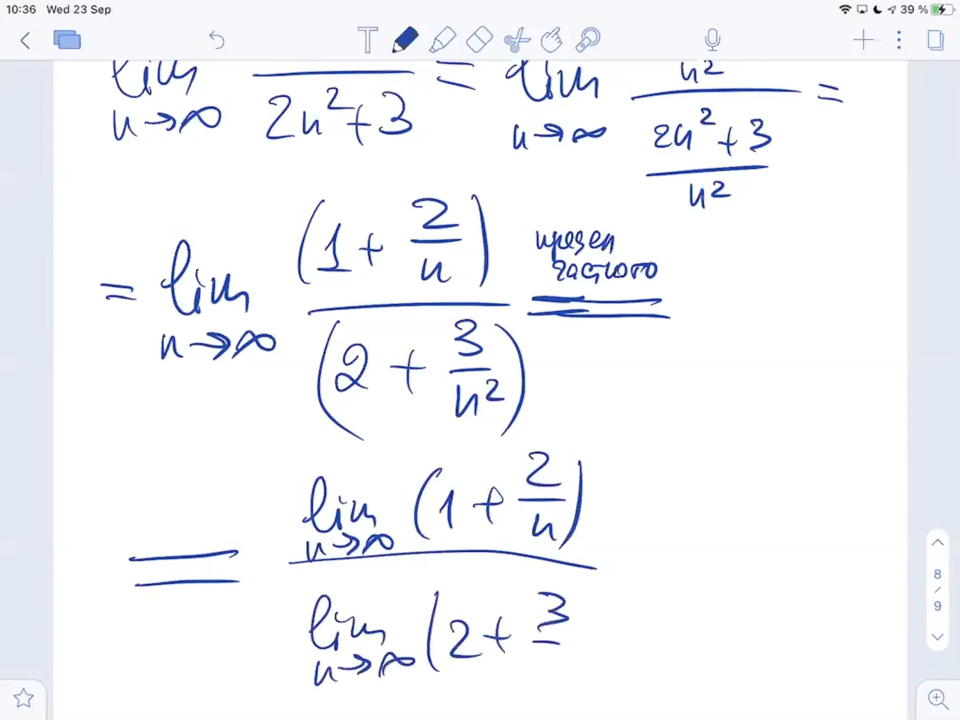 10:36 Wed 23 Sep 39 %
lim n→∞ 2n²+3 = lim n→∞ n² / (2n²+3 / n²) =
= lim n→∞ (1 + 2/n) / (2 + 3/n²) предел
частного
= lim n→∞ (1 + 2/n)
lim n→∞ (2 + 3
8
/
9